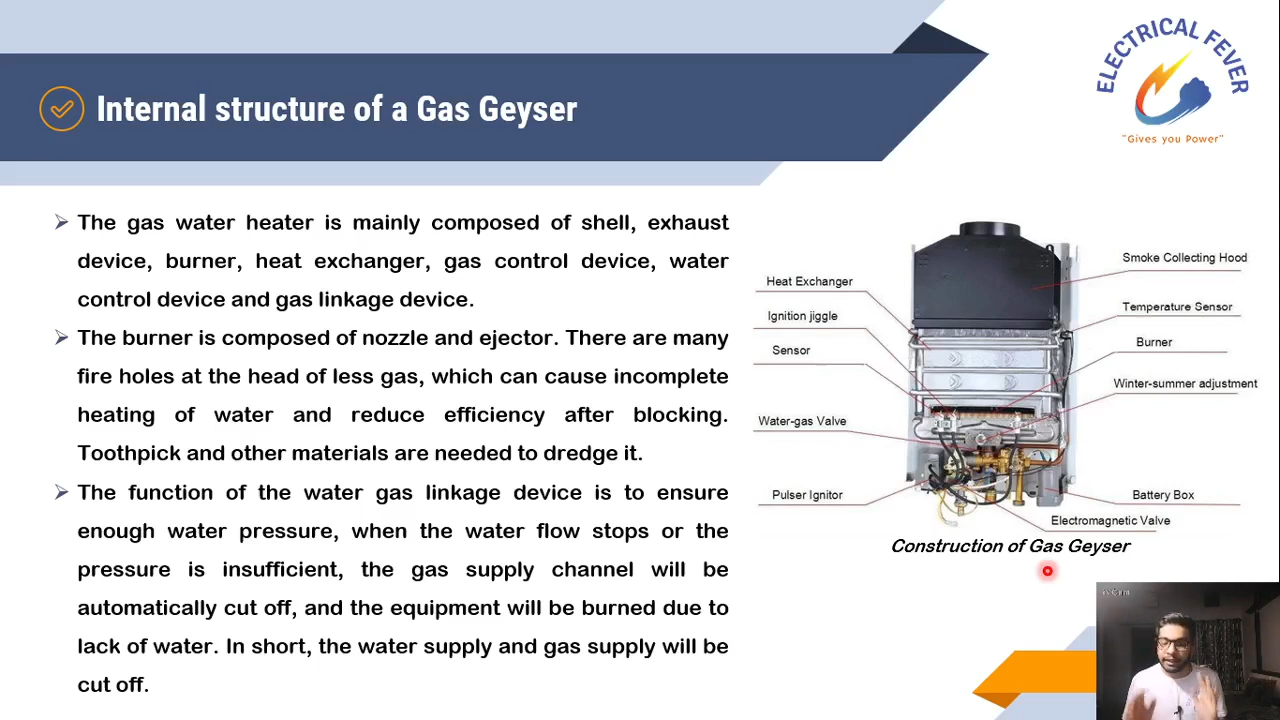 ELECTRICAL FEVER
"Gives you Power"
Internal structure of a Gas Geyser
The gas water heater is mainly composed of shell, exhaust
device, burner, heat exchanger, gas control device, water
control device and gas linkage device.
The burner is composed of nozzle and ejector. There are many
fire holes at the head of less gas, which can cause incomplete
heating of water and reduce efficiency after blocking.
Toothpick and other materials are needed to dredge it.
The function of the water gas linkage device is to ensure
enough water pressure, when the water flow stops or the
pressure is insufficient, the gas supply channel will be
automatically cut off, and the equipment will be burned due to
lack of water. In short, the water supply and gas supply will be
cut off.
Heat Exchanger
Ignition jiggle
Sensor
Water-gas Valve
Pulser Ignitor
Smoke Collecting Hood
Temperature Sensor
Burner
Winter-summer adjustment
Battery Box
Electromagnetic Valve
Construction of Gas Geyser